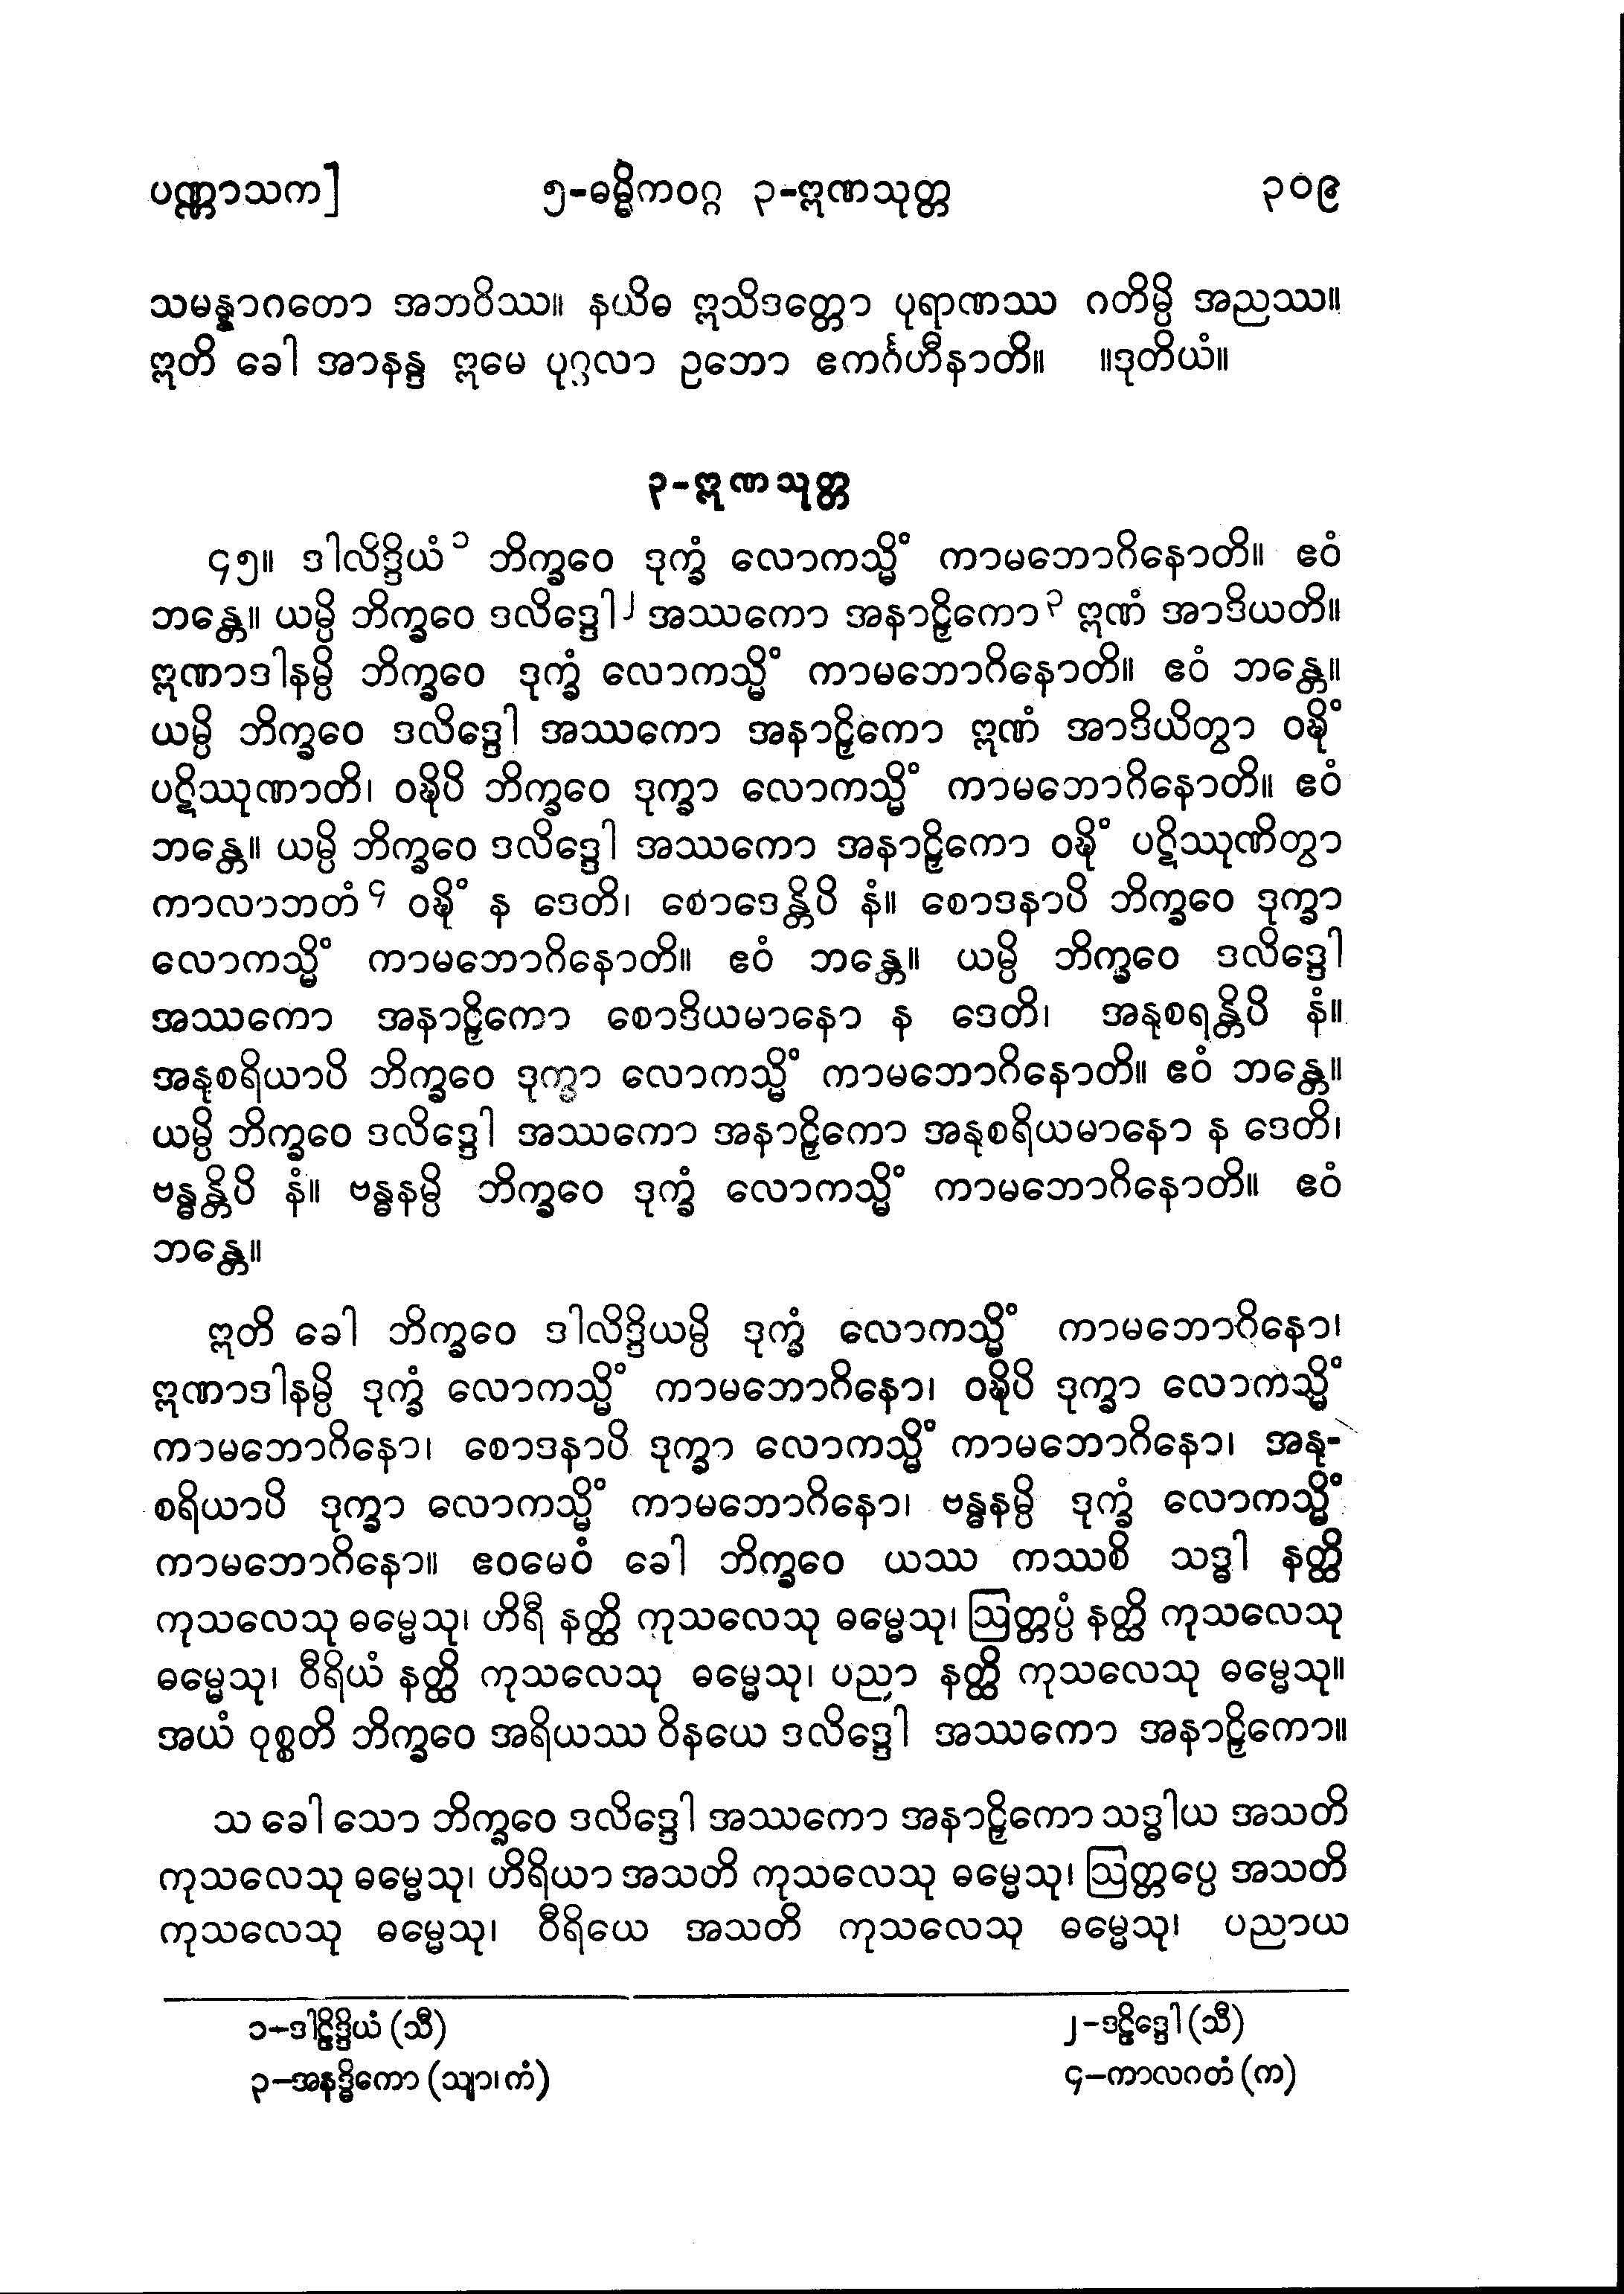 ပဏ္ဏာသက] ၅-ဓမ္မိကဝဂ္ဂ ၃-ဣဏသုတ္တ ၃၀၉
သမန္နာဂတော အဘဝိဿ။ နယိဓ ဣသိဒတ္တော ပုရာဏဿ ဂတိမ္ပိ အညဿ။
ဣတိ ခေါ အာနန္ဒ ဣမေ ပုဂ္ဂလာ ဥဘော ဧကင်္ဂဟီနာတိ။ ။ဒုတိယံ။
၃-ဣဏသုတ္တ
၄၅။ ဒါလိဒ္ဒိယံ ၁ ဘိက္ခဝေ ဒုက္ခံ လောကသ္မိံ ကာမဘောဂိနောတိ။ ဧဝံ
ဘန္တေ။ ယမ္ပိ ဘိက္ခဝေ ဒလိဒ္ဒေါ ၂ အဿကော အနာဠှိကော ၃ ဣဏံ အာဒိယတိ။
ဣဏာဒါနမ္ပိ ဘိက္ခဝေ ဒုက္ခံ လောကသ္မိံ ကာမဘောဂိနောတိ။ ဧဝံ ဘန္တေ။
ယမ္ပိ ဘိက္ခဝေ ဒလိဒ္ဒေါ အဿကော အနာဠှိကော ဣဏံ အာဒိယိတွာ ဝဍ္ဎိံ
ပဋိဿုဏာတိ၊ ဝဍ္ဎိပိ ဘိက္ခဝေ ဒုက္ခာ လောကသ္မိံ ကာမဘောဂိနောတိ။ ဧဝံ
ဘန္တေ။ ယမ္ပိ ဘိက္ခဝေ ဒလိဒ္ဒေါ အဿကော အနာဠှိကော ဝဍ္ဎိံ ပဋိဿုဏိတွာ
ကာလာဘတံ ၄ ဝဍ္ဎိံ န ဒေတိ၊ စောဒေန္တိပိ နံ။ စောဒနာပိ ဘိက္ခဝေ ဒုက္ခာ
လောကသ္မိံ ကာမဘောဂိနောတိ။ ဧဝံ ဘန္တေ။ ယမ္ပိ ဘိက္ခဝေ ဒလိဒ္ဒေါ
အဿကော အနာဠှိကော စောဒိယမာနော န ဒေတိ၊ အနုစရန္တိပိ နံ။
အနုစရိယာပိ ဘိက္ခဝေ ဒုက္ခာ လောကသ္မိံ ကာမဘောဂိနောတိ။ ဧဝံ ဘန္တေ။
ယမ္ပိ ဘိက္ခဝေ ဒလိဒ္ဒေါ အဿကော အနာဠှိကော အနုစရိယမာနော န ဒေတိ၊
ဗန္ဓန္တိပိ နံ။ ဗန္ဓနမ္ပိ ဘိက္ခဝေ ဒုက္ခံ လောကသ္မိံ ကာမဘောဂိနောတိ။ ဧဝံ
ဘန္တေ။
ဣတိ ခေါ ဘိက္ခဝေ ဒါလိဒ္ဒိယမ္ပိ ဒုက္ခံ လောကသ္မိံ ကာမဘောဂိနော၊
ဣဏာဒါနမ္ပိ ဒုက္ခံ လောကသ္မိံ ကာမဘောဂိနော၊ ဝဍ္ဎိပိ ဒုက္ခာ လောကသ္မိံ
ကာမဘောဂိနော၊ စောဒနာပိ ဒုက္ခာ လောကသ္မိံ ကာမဘောဂိနော၊ အနု-
စရိယာပိ ဒုက္ခာ လောကသ္မိံ ကာမဘောဂိနော၊ ဗန္ဓနမ္ပိ ဒုက္ခံ လောကသ္မိံ
ကာမဘောဂိနော။ ဧဝမေဝံ ခေါ ဘိက္ခဝေ ယဿ ကဿစိ သဒ္ဓါ နတ္ထိ
ကုသလေသု ဓမ္မေသု၊ ဟိရီ နတ္ထိ ကုသလေသု ဓမ္မေသု၊ ဩတ္တပ္ပံ နတ္ထိ ကုသလေသု
ဓမ္မေသု၊ ဝီရိယံ နတ္ထိ ကုသလေသု ဓမ္မေသု၊ ပညာ နတ္ထိ ကုသလေသု ဓမ္မေသု။
အယံ ဝုစ္စတိ ဘိက္ခဝေ အရိယဿ ဝိနယေ ဒလိဒ္ဒေါ အဿကော အနာဠှိကော။
သ ခေါ သော ဘိက္ခဝေ ဒလိဒ္ဒေါ အဿကော အနာဠှိကော သဒ္ဓါယ အသတိ
ကုသလေသု ဓမ္မေသု၊ ဟိရိယာ အသတိ ကုသလေသု ဓမ္မေသု၊ ဩတ္တပ္ပေ အသတိ
ကုသလေသု ဓမ္မေသု၊ ဝီရိယေ အသတိ ကုသလေသု ဓမ္မေသု၊ ပညာယ
၁-ဒါဠိဒ္ဒိယံ (သီ) ၂-ဒဠိဒ္ဒေါ (သီ)
၃-အနဒ္ဓိကော (သျာ၊ ကံ) ၄-ကာလဂတံ (က)